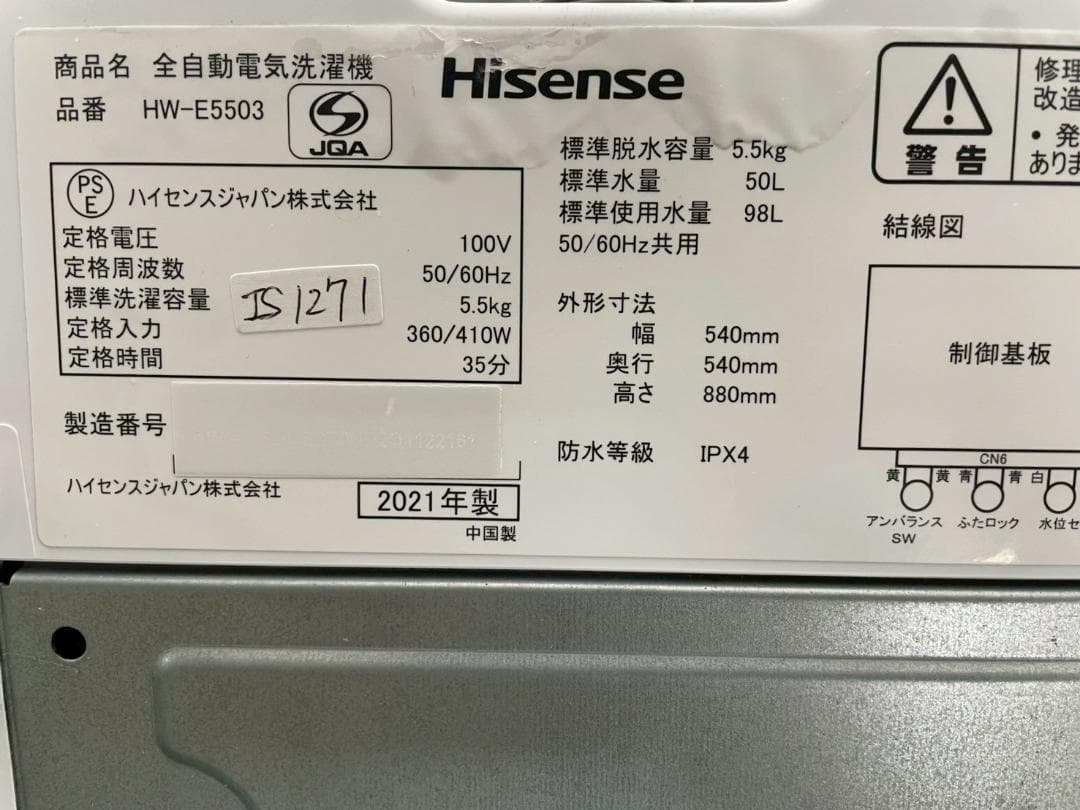 商品名 全自動電気洗濯機
品番 HW-E5503
JQA
Hisense
PS
E
ハイセンスジャパン株式会社
定格電圧 100V
定格周波数 50/60Hz
標準洗濯容量 5.5kg
定格入力 360/410W
定格時間 35分
IS1271
製造番号
ハイセンスジャパン株式会社
2021年製
中国製
標準脱水容量 5.5kg
標準水量 50L
標準使用水量 98L
50/60Hz共用
外形寸法
幅 540mm
奥行 540mm
高さ 880mm
防水等級 IPX4
警告
修理
改造
・発
ありま
結線図
制御基板
CN6
黄 黄 青 青 白
アンバランス ふたロック 水位セ
SW